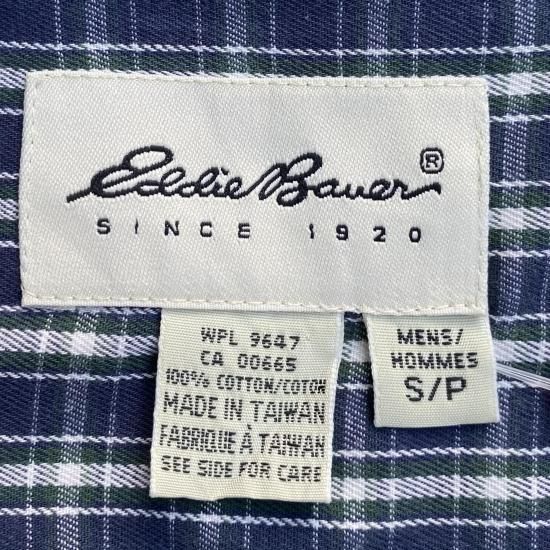 Eddie Bauer®
SINCE 1920
WPL 9647
CA 00665
100% COTTON/COTON
MADE IN TAIWAN
FABRIQUE À TAIWAN
SEE SIDE FOR CARE
MENS/
HOMMES
S/P